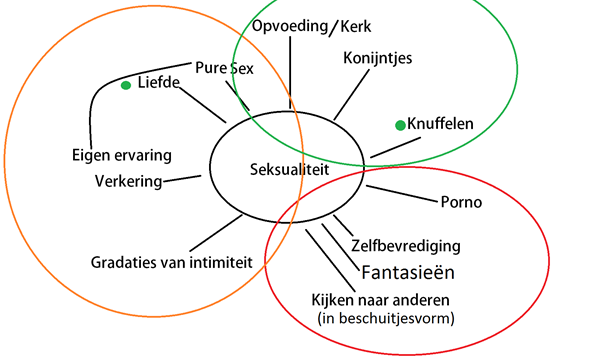 Opvoeding/Kerk
Konijntjes
Pure Sex
Liefde
Knuffelen
Eigen ervaring
Verkering
Seksualiteit
Porno
Zelfbevrediging
Gradaties van intimiteit
Fantasieën
Kijken naar anderen
(in beschuitjesvorm)